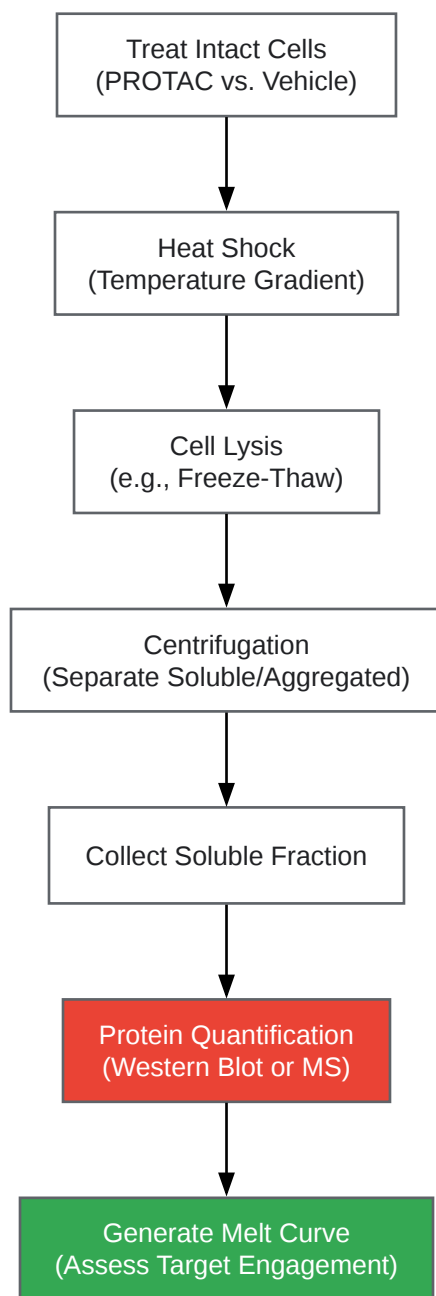 Treat Intact Cells
(PROTAC vs. Vehicle)
Heat Shock
(Temperature Gradient)
Cell Lysis
(e.g., Freeze-Thaw)
Centrifugation
(Separate Soluble/Aggregated)
Collect Soluble Fraction
Protein Quantification
(Western Blot or MS)
Generate Melt Curve
(Assess Target Engagement)